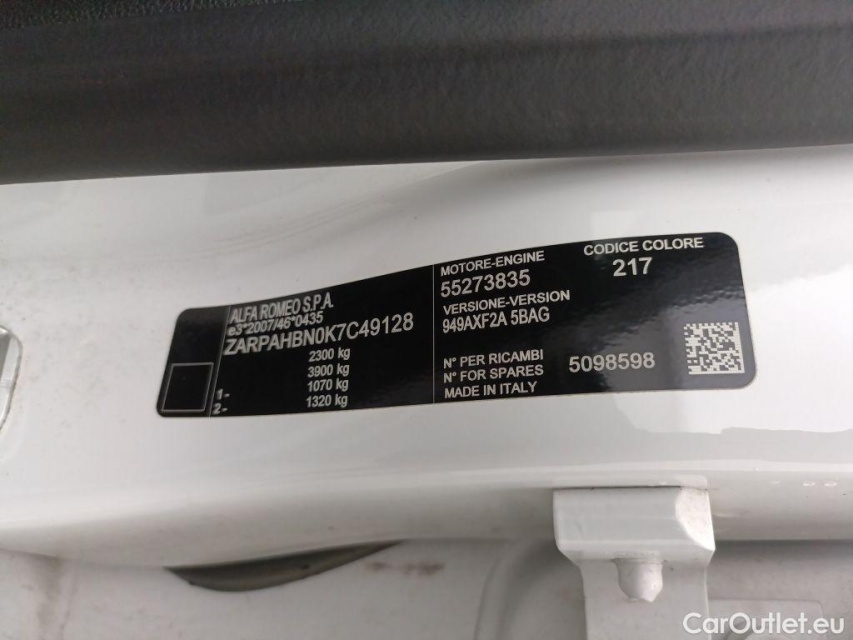 ALFA ROMEO S.P.A.
e3*2007/46*0435
ZARPAHBN0K7C49128
2300 kg
3900 kg
1- 1070 kg
2- 1320 kg
MOTORE-ENGINE
55273835
VERSIONE-VERSION
949AXF2A 5BAG
CODICE COLORE
217
N° PER RICAMBI
N° FOR SPARES
MADE IN ITALY
5098598
CarOutlet.eu